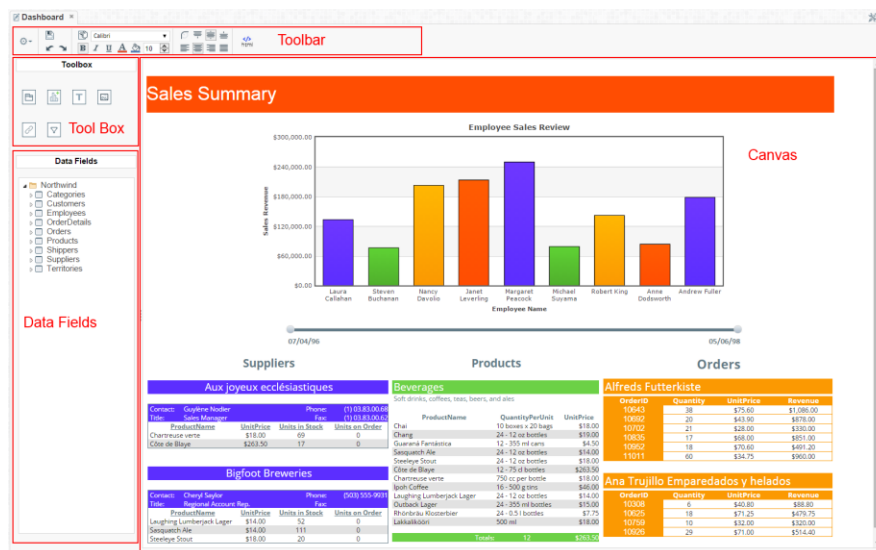 Dashboard ×
Calibri
B I U A 10
Toolbar
Toolbox
T
Tool Box
Data Fields
Northwind
Categories
Customers
Employees
OrderDetails
Orders
Products
Shippers
Suppliers
Territories
Data Fields
Sales Summary
Canvas
Employee Sales Review
$300,000.00
$240,000.00
$180,000.00
$120,000.00
$60,000.00
$0.00
Sales Revenue
Laura Callahan
Steven Buchanan
Nancy Davolio
Janet Leverling
Margaret Peacock
Michael Suyama
Robert King
Anne Dodsworth
Andrew Fuller
Employee Name
07/04/96 05/06/98
Suppliers
Aux joyeux ecclésiastiques
Contact: Guylène Nodier Phone: (1) 03.83.00.68
Title: Sales Manager Fax: (1) 03.83.00.62
ProductName UnitPrice Units in Stock Units on Order
Chartreuse verte $18.00 69 0
Côte de Blaye $263.50 17 0
Bigfoot Breweries
Contact: Cheryl Saylor Phone: (503) 555-9931
Title: Regional Account Rep. Fax:
ProductName UnitPrice Units in Stock Units on Order
Laughing Lumberjack Lager $14.00 52 0
Sasquatch Ale $14.00 111 0
Steeleye Stout $18.00 20 0
Products
Beverages
Soft drinks, coffees, teas, beers, and ales
ProductName QuantityPerUnit UnitPrice
Chai 10 boxes x 20 bags $18.00
Chang 24 - 12 oz bottles $19.00
Guaraná Fantástica 12 - 355 ml cans $4.50
Sasquatch Ale 24 - 12 oz bottles $14.00
Steeleye Stout 24 - 12 oz bottles $18.00
Côte de Blaye 12 - 75 cl bottles $263.50
Chartreuse verte 750 cc per bottle $18.00
Ipoh Coffee 16 - 500 g tins $46.00
Laughing Lumberjack Lager 24 - 12 oz bottles $14.00
Outback Lager 24 - 355 ml bottles $15.00
Rhönbräu Klosterbier 24 - 0.5 l bottles $7.75
Lakkalikööri 500 ml $18.00
Totals: 12 $263.50
Orders
Alfreds Futterkiste
OrderID Quantity UnitPrice Revenue
10643 38 $75.60 $1,086.00
10692 20 $43.90 $878.00
10702 21 $28.00 $330.00
10835 17 $68.00 $851.00
10952 18 $70.60 $491.20
11011 60 $34.75 $960.00
Ana Trujillo Emparedados y helados
OrderID Quantity UnitPrice Revenue
10308 6 $40.80 $88.80
10625 18 $71.25 $479.75
10759 10 $32.00 $320.00
10926 29 $71.00 $514.40